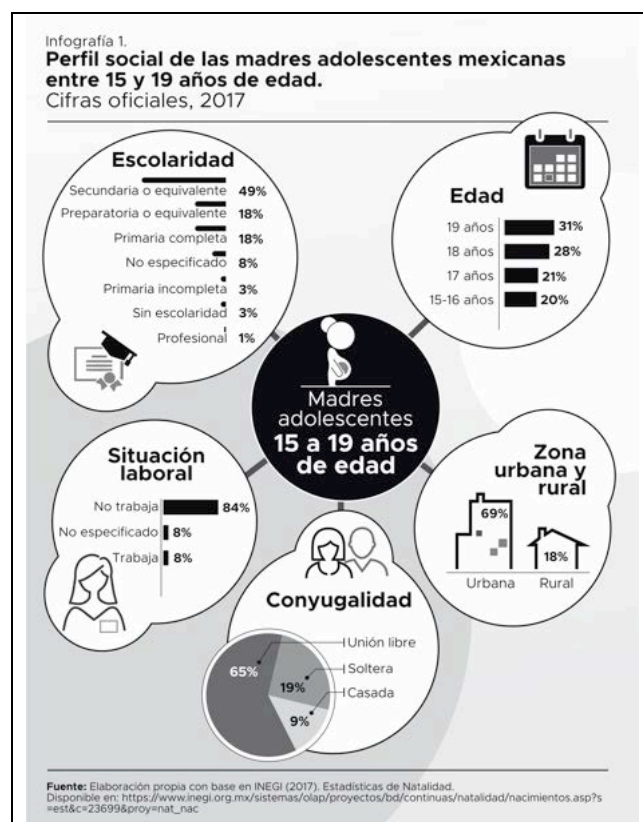 Infografía 1.
Perfil social de las madres adolescentes mexicanas
entre 15 y 19 años de edad.
Cifras oficiales, 2017
Escolaridad
Secundaria o equivalente 49%
Preparatoria o equivalente 18%
Primaria completa 18%
No especificado 8%
Primaria incompleta 3%
Sin escolaridad 3%
Profesional 1%
Edad
19 años 31%
18 años 28%
17 años 21%
15-16 años 20%
Madres
adolescentes
15 a 19 años
de edad
Situación
laboral
No trabaja 84%
No especificado 8%
Trabaja 8%
Zona
urbana y
rural
69%
18%
Urbana Rural
Conyugalidad
Unión libre
65%
Soltera
19%
Casada
9%
Fuente: Elaboración propia con base en INEGI (2017). Estadísticas de Natalidad.
Disponible en: https://www.inegi.org.mx/sistemas/olap/proyectos/bd/continuas/natalidad/nacimientos.asp?s
=est&c=23699&proy=nat_nac